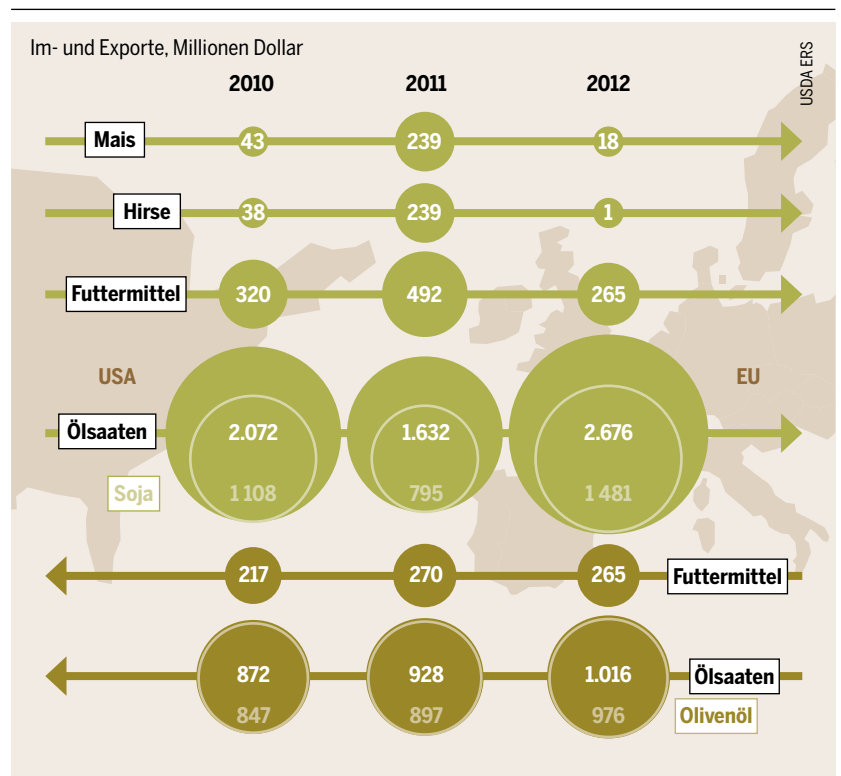 Im- und Exporte, Millionen Dollar
USDA ERS
2010 2011 2012
Mais 43 239 18
Hirse 38 239 1
Futtermittel 320 492 265
USA EU
Ölsaaten 2.072 1.632 2.676
Soja 1 108 795 1 481
217 270 265 Futtermittel
872 928 1.016 Ölsaaten
847 897 976 Olivenöl